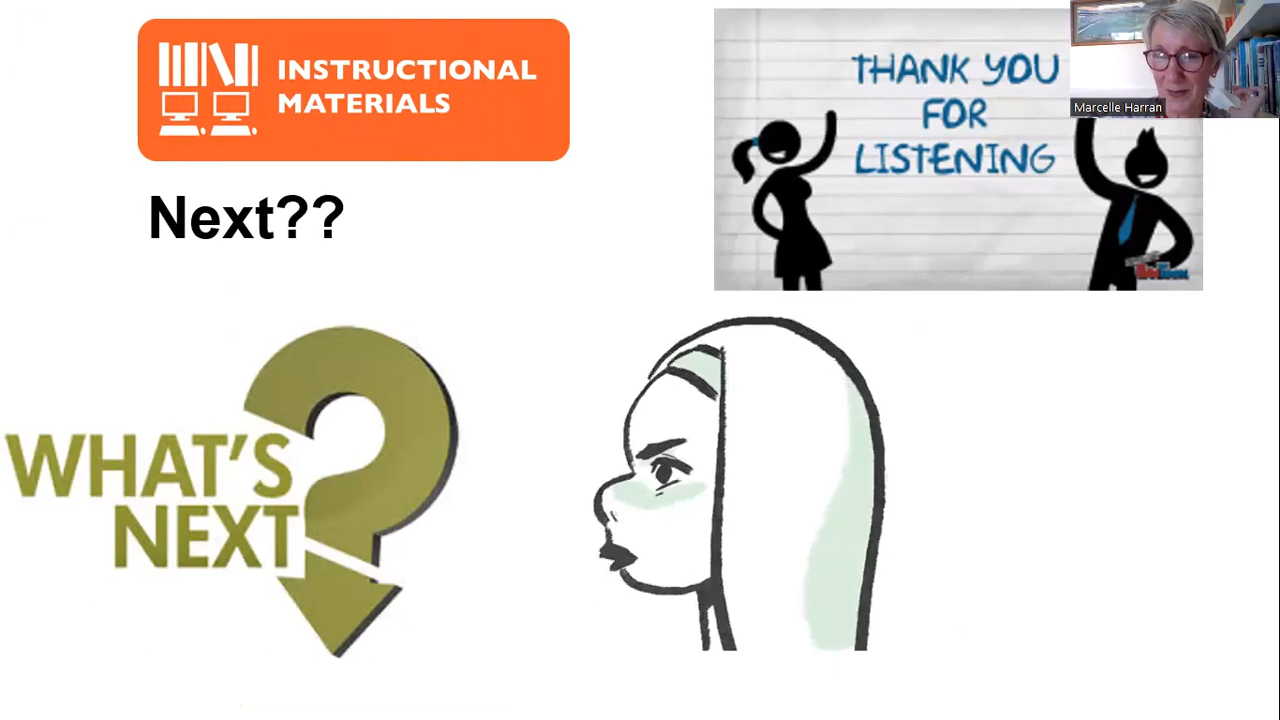 INSTRUCTIONAL
MATERIALS
THANK YOU
FOR
LISTENING
Marcelle Harran
Next??
WHAT'S
NEXT